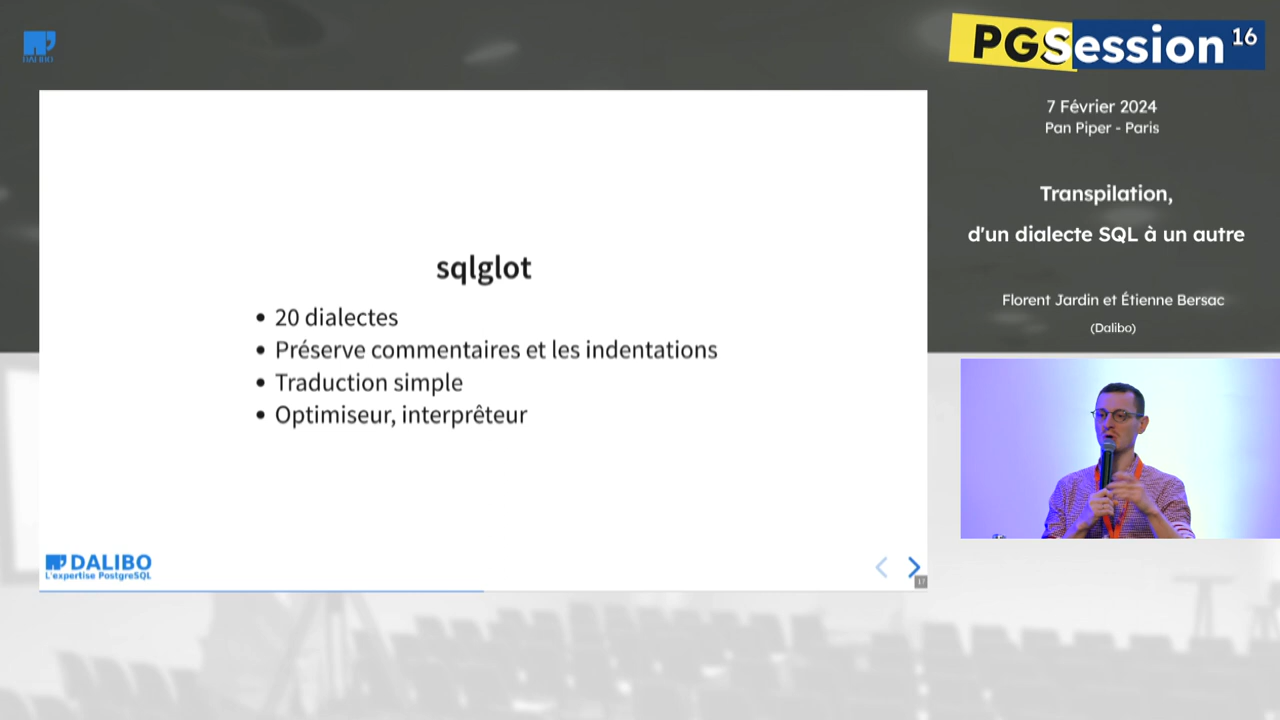 DALIBO
PGSession 16
7 Février 2024
Pan Piper - Paris
Transpilation,
d'un dialecte SQL à un autre
Florent Jardin et Étienne Bersac
(Dalibo)
sqlglot
• 20 dialectes
• Préserve commentaires et les indentations
• Traduction simple
• Optimiseur, interprêteur
DALIBO
L'expertise PostgreSQL
17